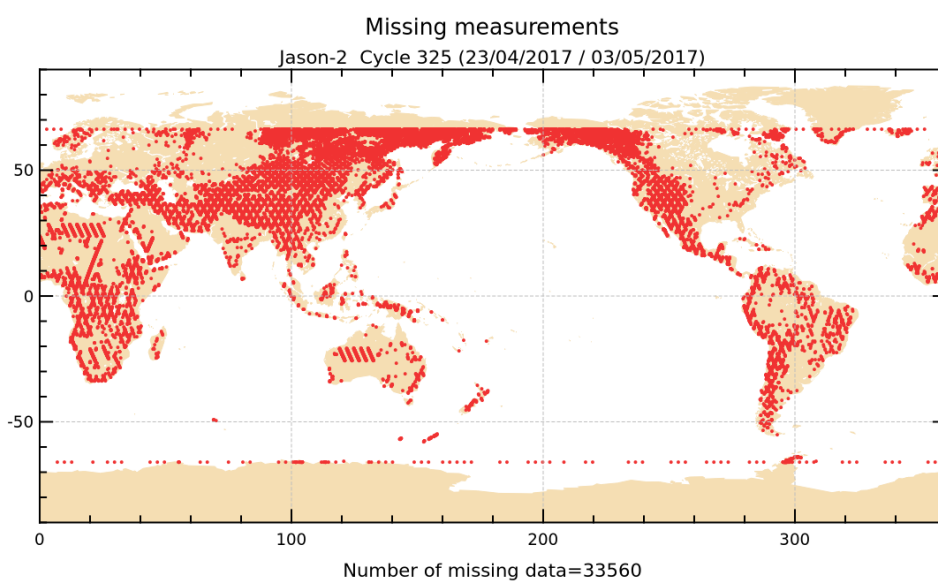 Missing measurements
Jason-2 Cycle 325 (23/04/2017 / 03/05/2017)
50
0
-50
0 100 200 300
Number of missing data=33560